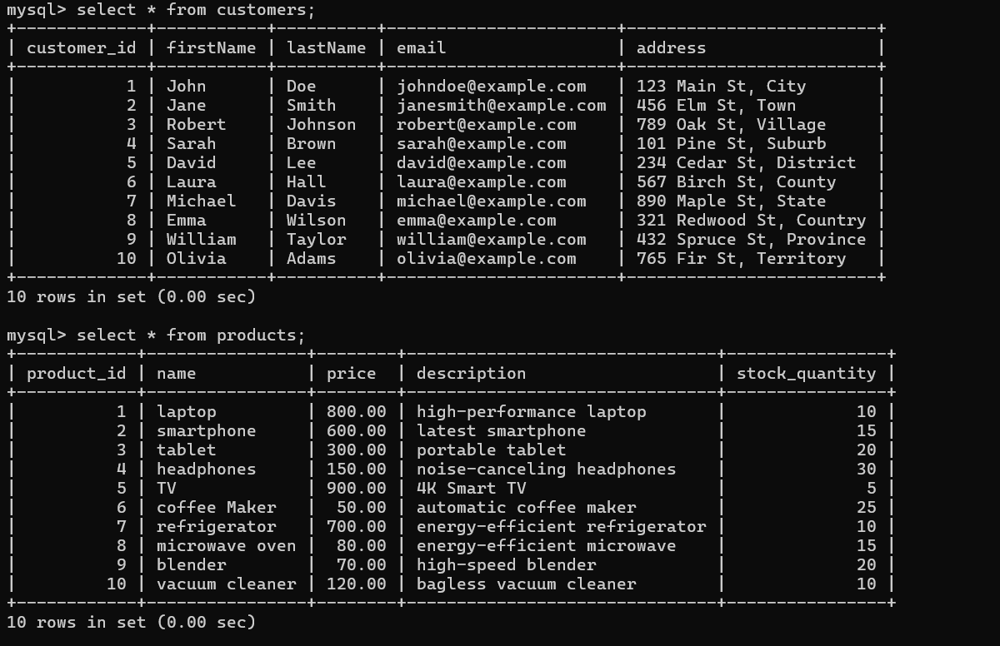 mysql> select * from customers;
+-------------+-----------+----------+-----------------------+-------------------------+
| customer_id | firstName | lastName | email                 | address                 |
+-------------+-----------+----------+-----------------------+-------------------------+
|           1 | John      | Doe      | johndoe@example.com   | 123 Main St, City       |
|           2 | Jane      | Smith    | janesmith@example.com | 456 Elm St, Town        |
|           3 | Robert    | Johnson  | robert@example.com    | 789 Oak St, Village     |
|           4 | Sarah     | Brown    | sarah@example.com     | 101 Pine St, Suburb     |
|           5 | David     | Lee      | david@example.com     | 234 Cedar St, District  |
|           6 | Laura     | Hall     | laura@example.com     | 567 Birch St, County    |
|           7 | Michael   | Davis    | michael@example.com   | 890 Maple St, State     |
|           8 | Emma      | Wilson   | emma@example.com      | 321 Redwood St, Country |
|           9 | William   | Taylor   | william@example.com   | 432 Spruce St, Province |
|          10 | Olivia    | Adams    | olivia@example.com    | 765 Fir St, Territory   |
+-------------+-----------+----------+-----------------------+-------------------------+
10 rows in set (0.00 sec)

mysql> select * from products;
+------------+----------------+--------+-------------------------------+----------------+
| product_id | name           | price  | description                   | stock_quantity |
+------------+----------------+--------+-------------------------------+----------------+
|          1 | laptop         | 800.00 | high-performance laptop       |             10 |
|          2 | smartphone     | 600.00 | latest smartphone             |             15 |
|          3 | tablet         | 300.00 | portable tablet               |             20 |
|          4 | headphones     | 150.00 | noise-canceling headphones    |             30 |
|          5 | TV             | 900.00 | 4K Smart TV                   |              5 |
|          6 | coffee Maker   |  50.00 | automatic coffee maker        |             25 |
|          7 | refrigerator   | 700.00 | energy-efficient refrigerator |             10 |
|          8 | microwave oven |  80.00 | energy-efficient microwave    |             15 |
|          9 | blender        |  70.00 | high-speed blender            |             20 |
|         10 | vacuum cleaner | 120.00 | bagless vacuum cleaner        |             10 |
+------------+----------------+--------+-------------------------------+----------------+
10 rows in set (0.00 sec)